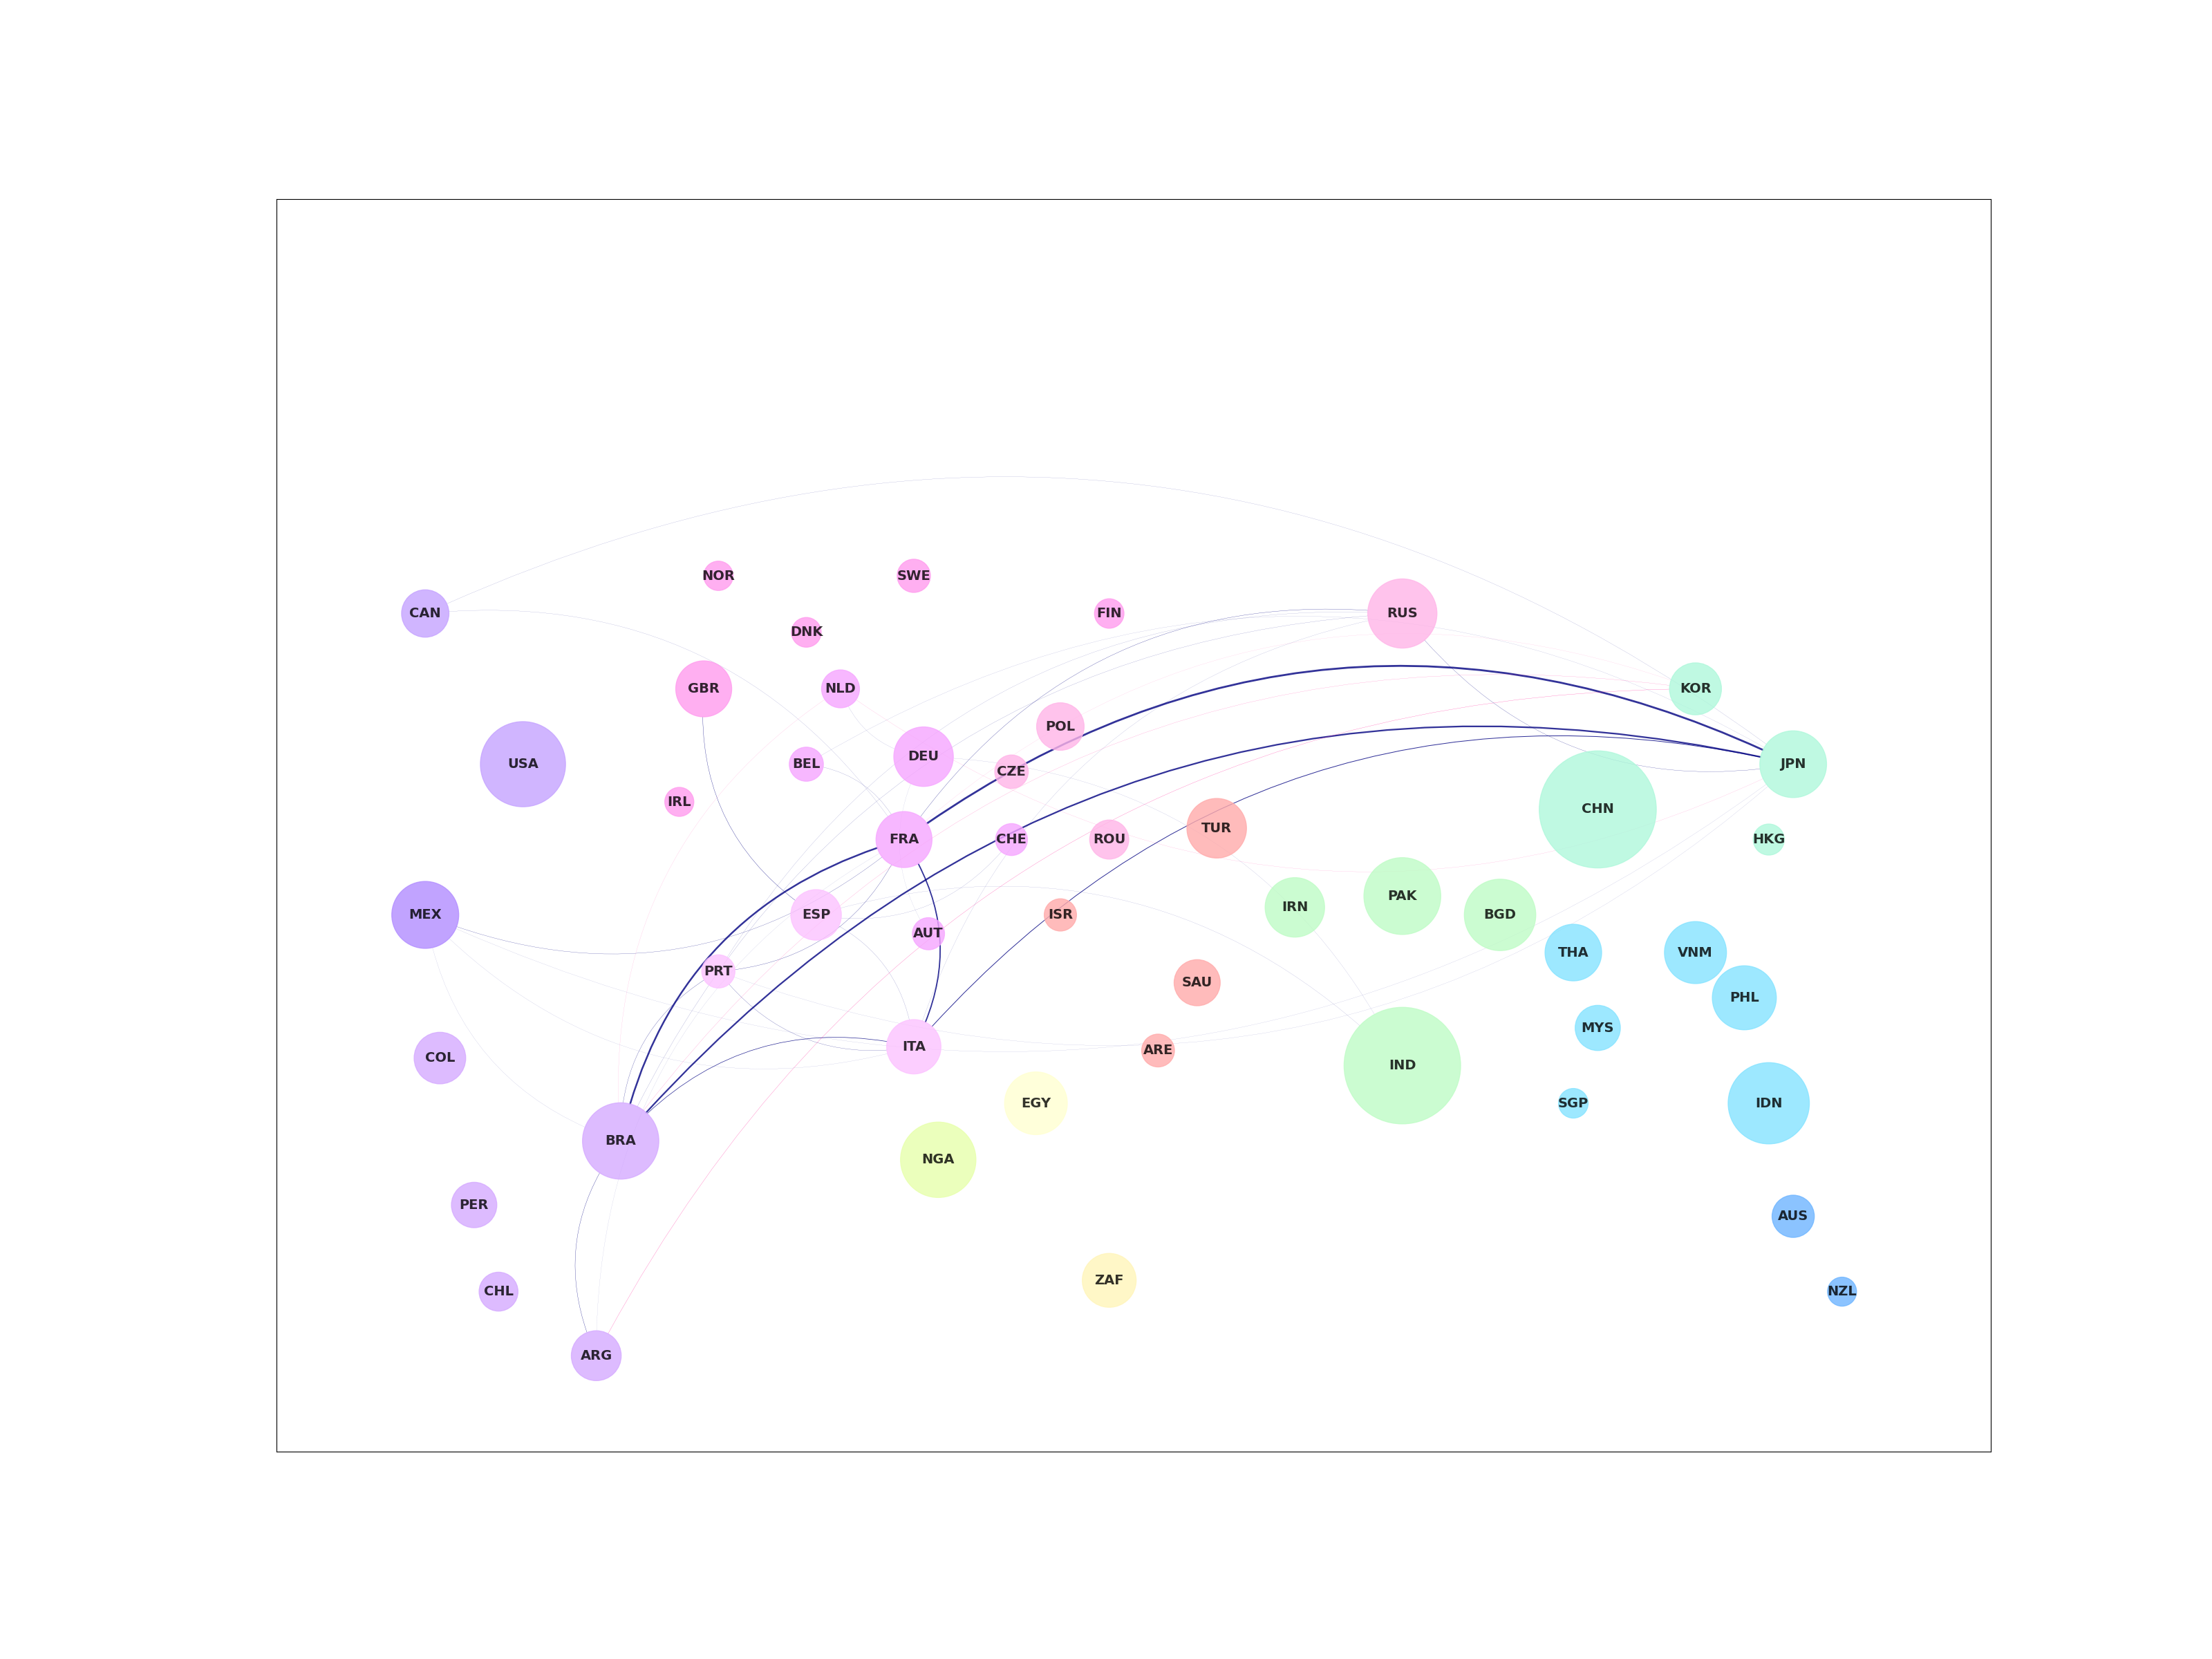 NOR
SWE
CAN
FIN
RUS
DNK
GBR
NLD
KOR
POL
USA
BEL
DEU
CZE
JPN
IRL
CHN
FRA
CHE
ROU
TUR
HKG
MEX
ESP
AUT
ISR
IRN
PAK
BGD
PRT
SAU
THA
VNM
PHL
COL
ITA
ARE
MYS
IND
EGY
SGP
IDN
BRA
NGA
PER
AUS
CHL
ZAF
NZL
ARG